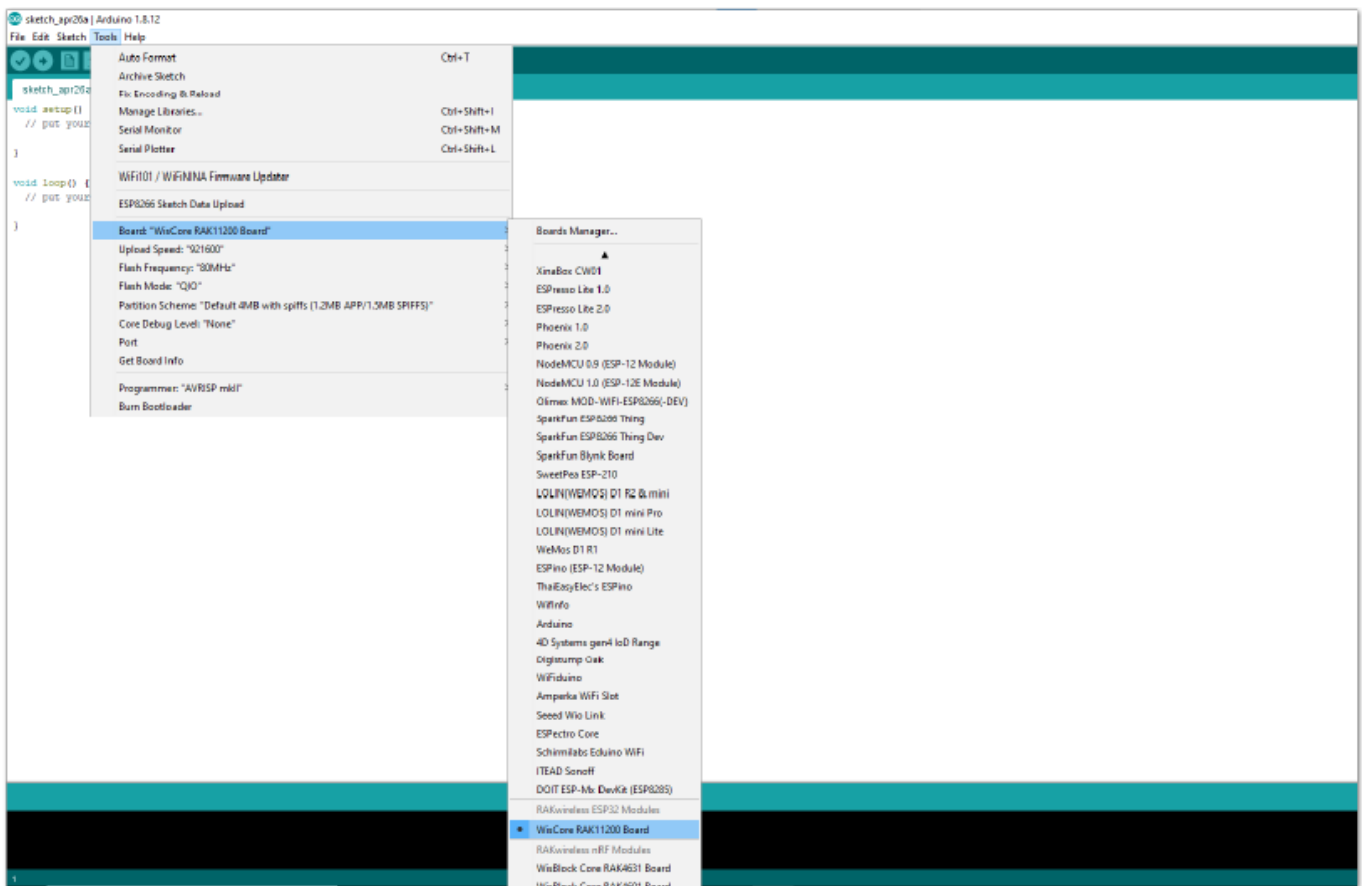 sketch_apr26a | Arduino 1.8.12
File Edit Sketch Tools Help
sketch_apr26a
void setup()
// put your
}
void loop() {
// put your
}
Auto Format Ctrl+T
Archive Sketch
Fix Encoding & Reload
Manage Libraries... Ctrl+Shift+I
Serial Monitor Ctrl+Shift+M
Serial Plotter Ctrl+Shift+L
WiFi101 / WiFiNINA Firmware Updater
ESP8266 Sketch Data Upload
Board: "WisCore RAK11200 Board"
Upload Speed: "921600"
Flash Frequency: "80MHz"
Flash Mode: "QIO"
Partition Scheme: "Default 4MB with spiffs (1.2MB APP/1.5MB SPIFFS)"
Core Debug Level: "None"
Port
Get Board Info
Programmer: "AVRISP mkII"
Burn Bootloader
Boards Manager...
XinaBox CW01
ESPresso Lite 1.0
ESPresso Lite 2.0
Phoenix 1.0
Phoenix 2.0
NodeMCU 0.9 (ESP-12 Module)
NodeMCU 1.0 (ESP-12E Module)
Olimex MOD-WIFI-ESP8266(-DEV)
SparkFun ESP8266 Thing
SparkFun ESP8266 Thing Dev
SparkFun Blynk Board
SweetPea ESP-210
LOLIN(WEMOS) D1 R2 & mini
LOLIN(WEMOS) D1 mini Pro
LOLIN(WEMOS) D1 mini Lite
WeMos D1 R1
ESPino (ESP-12 Module)
ThaiEasyElec's ESPino
WifInfo
Arduino
4D Systems gen4 IoD Range
Digistump Oak
WiFiduino
Amperka WiFi Slot
Seeed Wio Link
ESPectro Core
Schirmilabs Eduino WiFi
ITEAD Sonoff
DOIT ESP-Mx DevKit (ESP8285)
RAKwireless ESP32 Modules
WisCore RAK11200 Board
RAKwireless nRF Modules
WisBlock Core RAK4631 Board
1